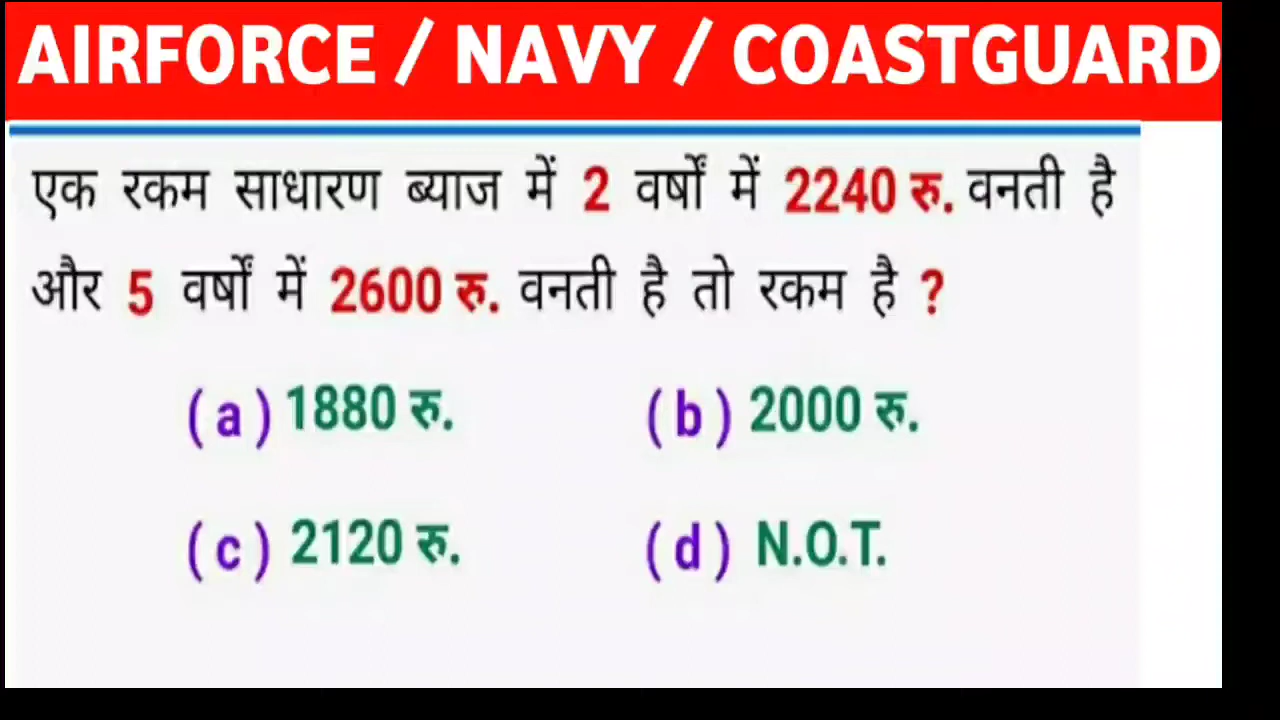 AIRFORCE / NAVY / COASTGUARD
एक रकम साधारण ब्याज में 2 वर्षों में 2240 रु. वनती है
और 5 वर्षों में 2600 रु. वनती है तो रकम है ?
( a ) 1880 रु. ( b ) 2000 रु.
( c ) 2120 रु. ( d ) N.O.T.